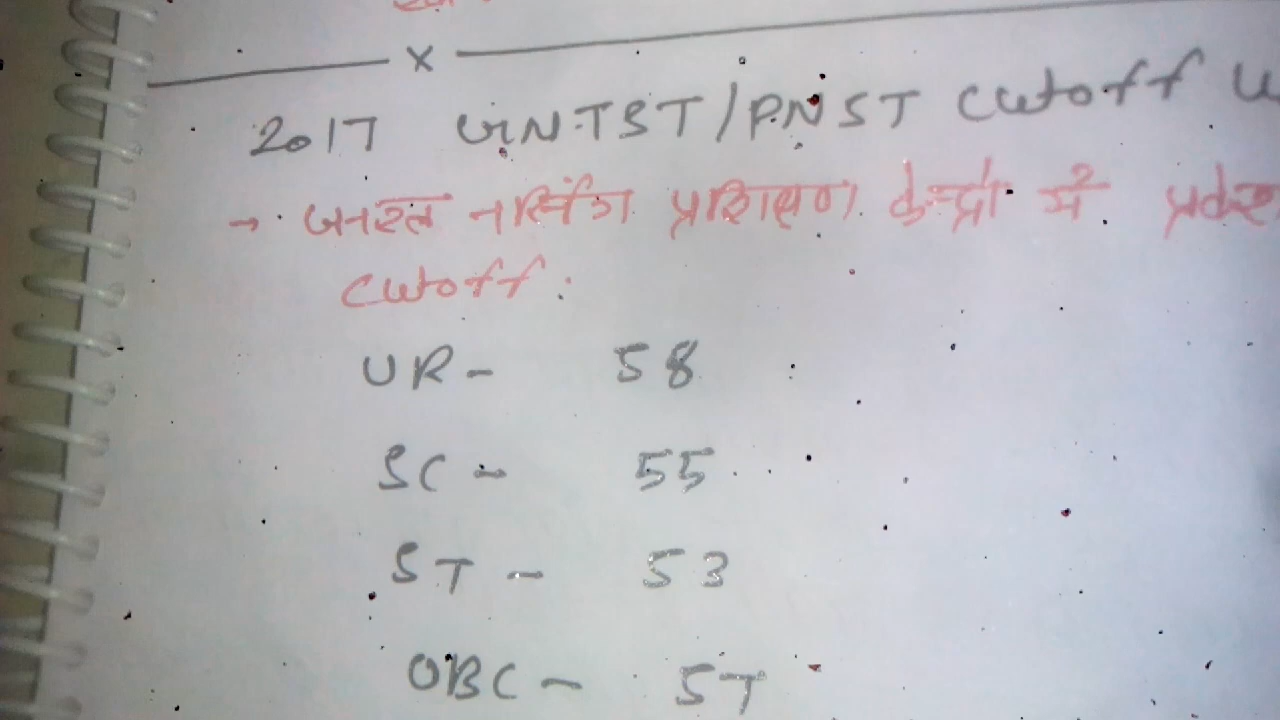 x
2017 GNTST/PNST Cutoff
→ जनरल नर्सिंग प्रशिक्षण केन्द्रों में
Cutoff:
UR- 58
SC - 55
ST - 53
OBC - 57